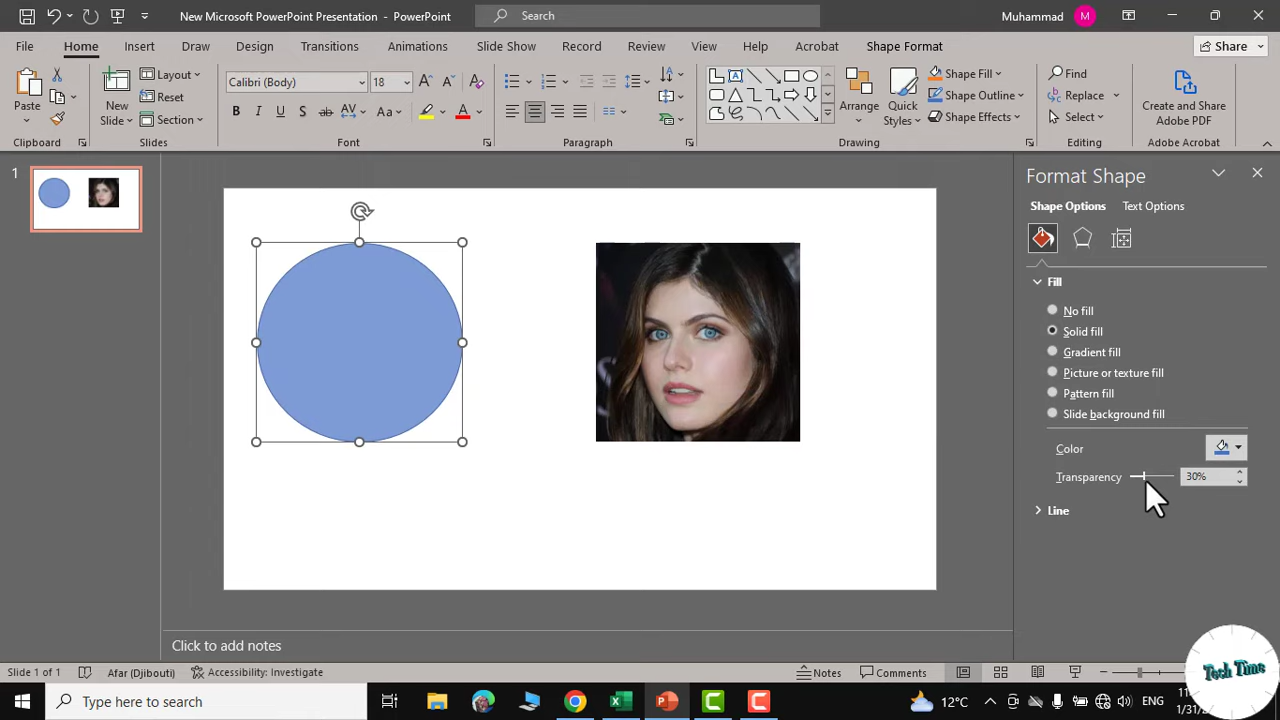 New Microsoft PowerPoint Presentation - PowerPoint
Search
Muhammad
M
File
Home
Insert
Draw
Design
Transitions
Animations
Slide Show
Record
Review
View
Help
Acrobat
Shape Format
Share
Paste
Clipboard
New
Slide
Layout
Reset
Section
Slides
Calibri (Body)
18
B
I
U
S
ab
AV
Aa
A
Font
Paragraph
Arrange
Quick
Styles
Shape Fill
Shape Outline
Shape Effects
Drawing
Find
Replace
Select
Editing
Create and Share
Adobe PDF
Adobe Acrobat
1
Format Shape
Shape Options
Text Options
Fill
No fill
Solid fill
Gradient fill
Picture or texture fill
Pattern fill
Slide background fill
Color
Transparency
30%
Line
Click to add notes
Slide 1 of 1
Afar (Djibouti)
Accessibility: Investigate
Notes
Comments
Tech Time
Type here to search
12°C
ENG